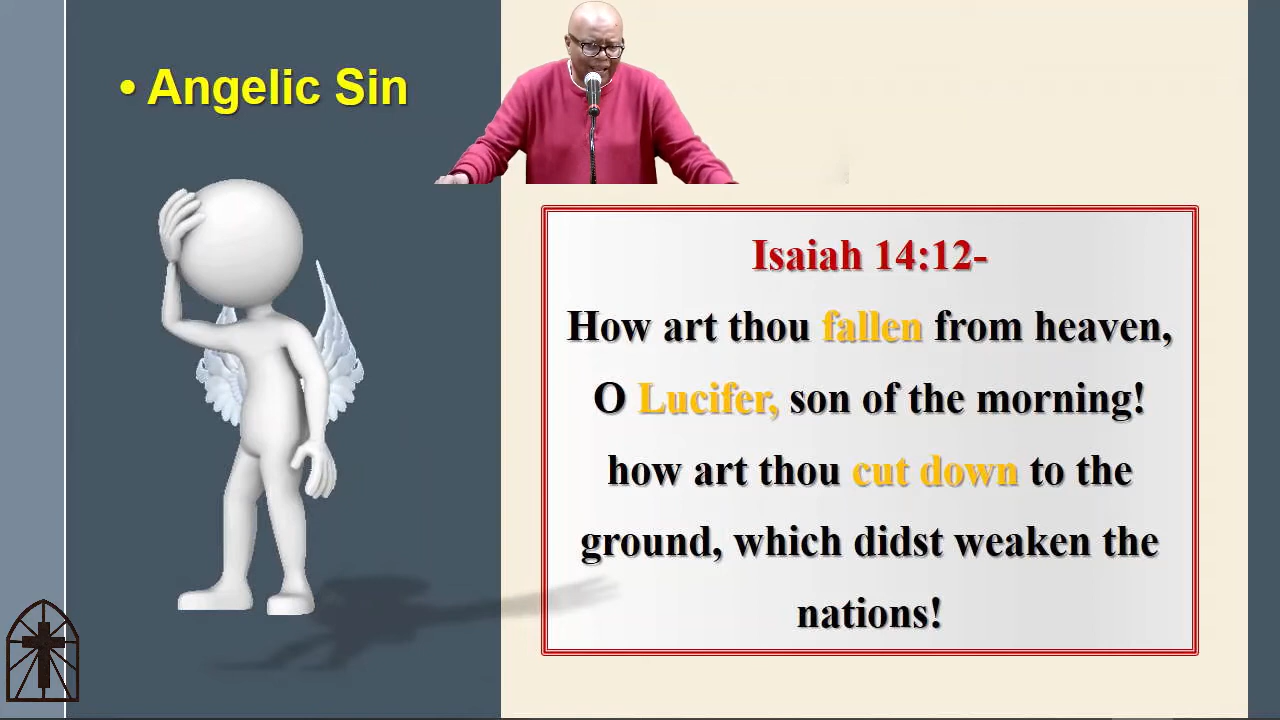 • Angelic Sin
Isaiah 14:12-
How art thou fallen from heaven,
O Lucifer, son of the morning!
how art thou cut down to the
ground, which didst weaken the
nations!